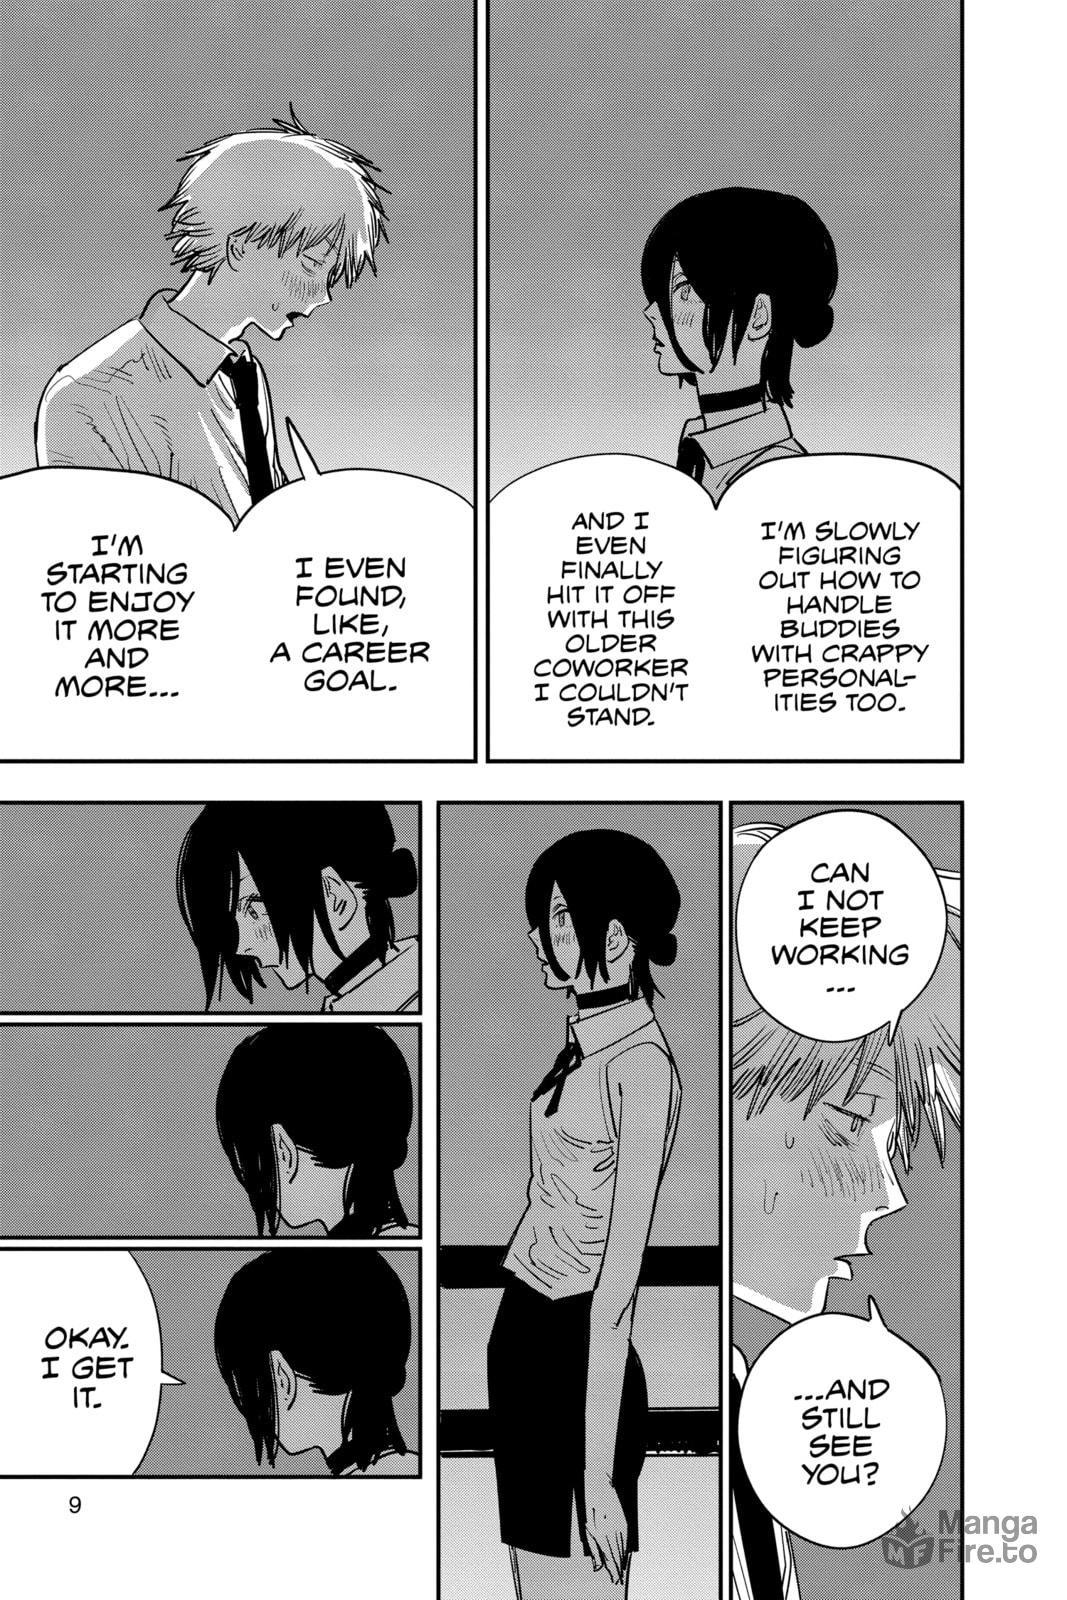 I'M SLOWLY
FIGURING
OUT HOW TO
HANDLE
BUDDIES
WITH CRAPPY
PERSONAL-
ITIES TOO.
AND I
EVEN
FINALLY
HIT IT OFF
WITH THIS
OLDER
COWORKER
I COULDN'T
STAND.
I EVEN
FOUND,
LIKE,
A CAREER
GOAL.
I'M
STARTING
TO ENJOY
IT MORE
AND
MORE...
CAN
I NOT
KEEP
WORKING
...
...AND
STILL
SEE
YOU?
OKAY.
I GET
IT.
9
Manga
MF Fire.to